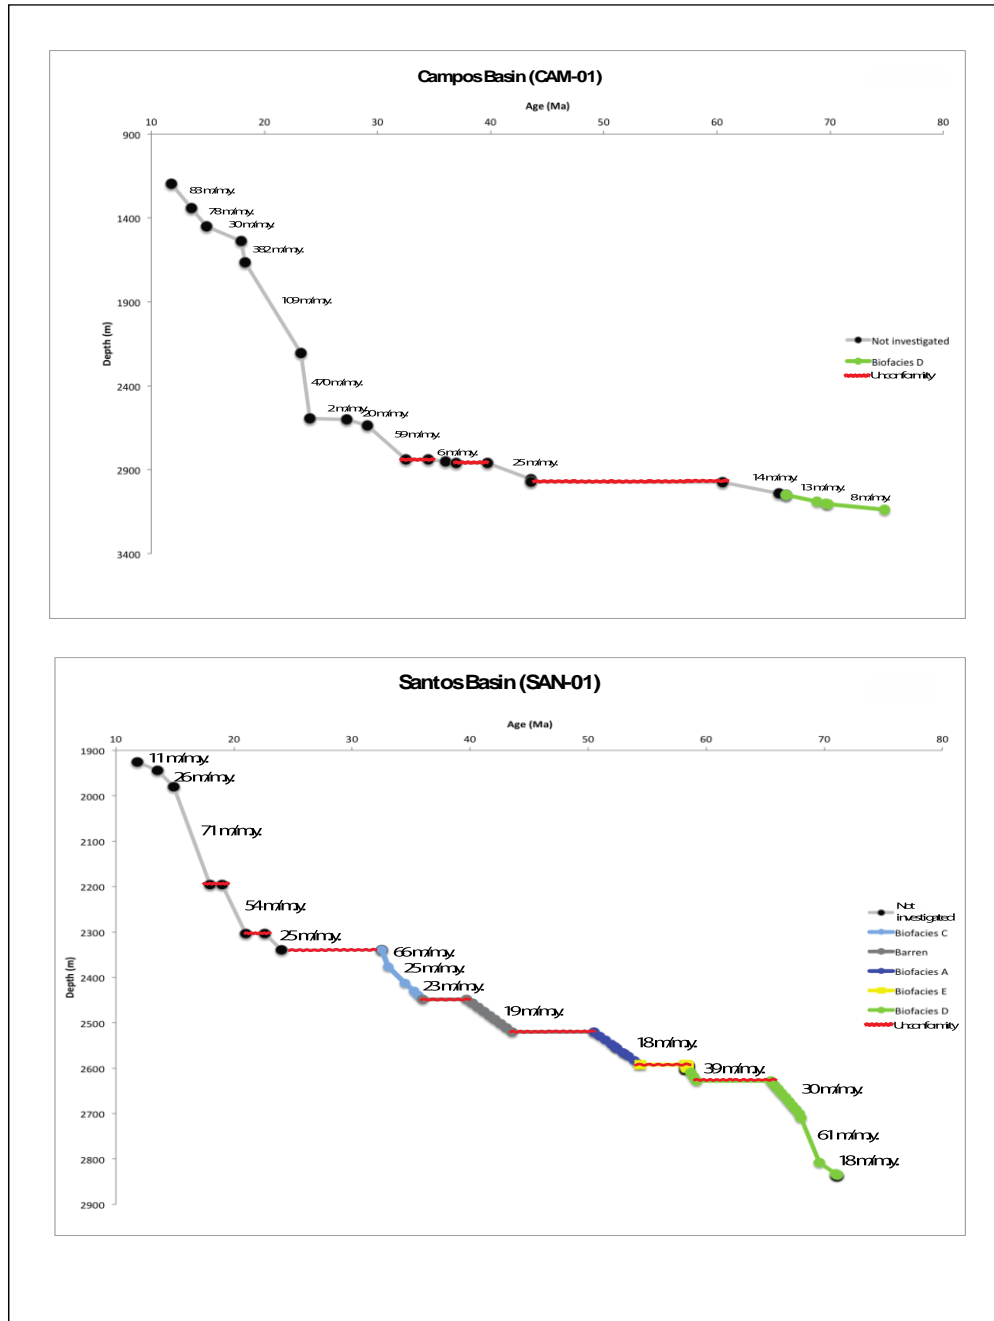 Campos Basin (CAM-01)
Age (Ma)
10 20 30 40 50 60 70 80
900
83 m/my.
78 m/my.
1400
30 m/my.
382 m/my.
1900
109 m/my.
Depth (m)
Not investigated
Biofacies D
Unconformity
2400
470 m/my.
2 m/my.
20 m/my.
59 m/my.
6 m/my.
2900
25 m/my.
14 m/my.
13 m/my.
8 m/my.
3400
Santos Basin (SAN-01)
Age (Ma)
10 20 30 40 50 60 70 80
1900
11 m/my.
26 m/my.
2000
71 m/my.
2100
2200
54 m/my.
2300
25 m/my.
66 m/my.
2400
25 m/my.
23 m/my.
Depth (m)
Not
investigated
Biofacies C
Barren
Biofacies A
Biofacies E
Biofacies D
Unconformity
2500
19 m/my.
18 m/my.
2600
39 m/my.
30 m/my.
2700
61 m/my.
2800
18 m/my.
2900